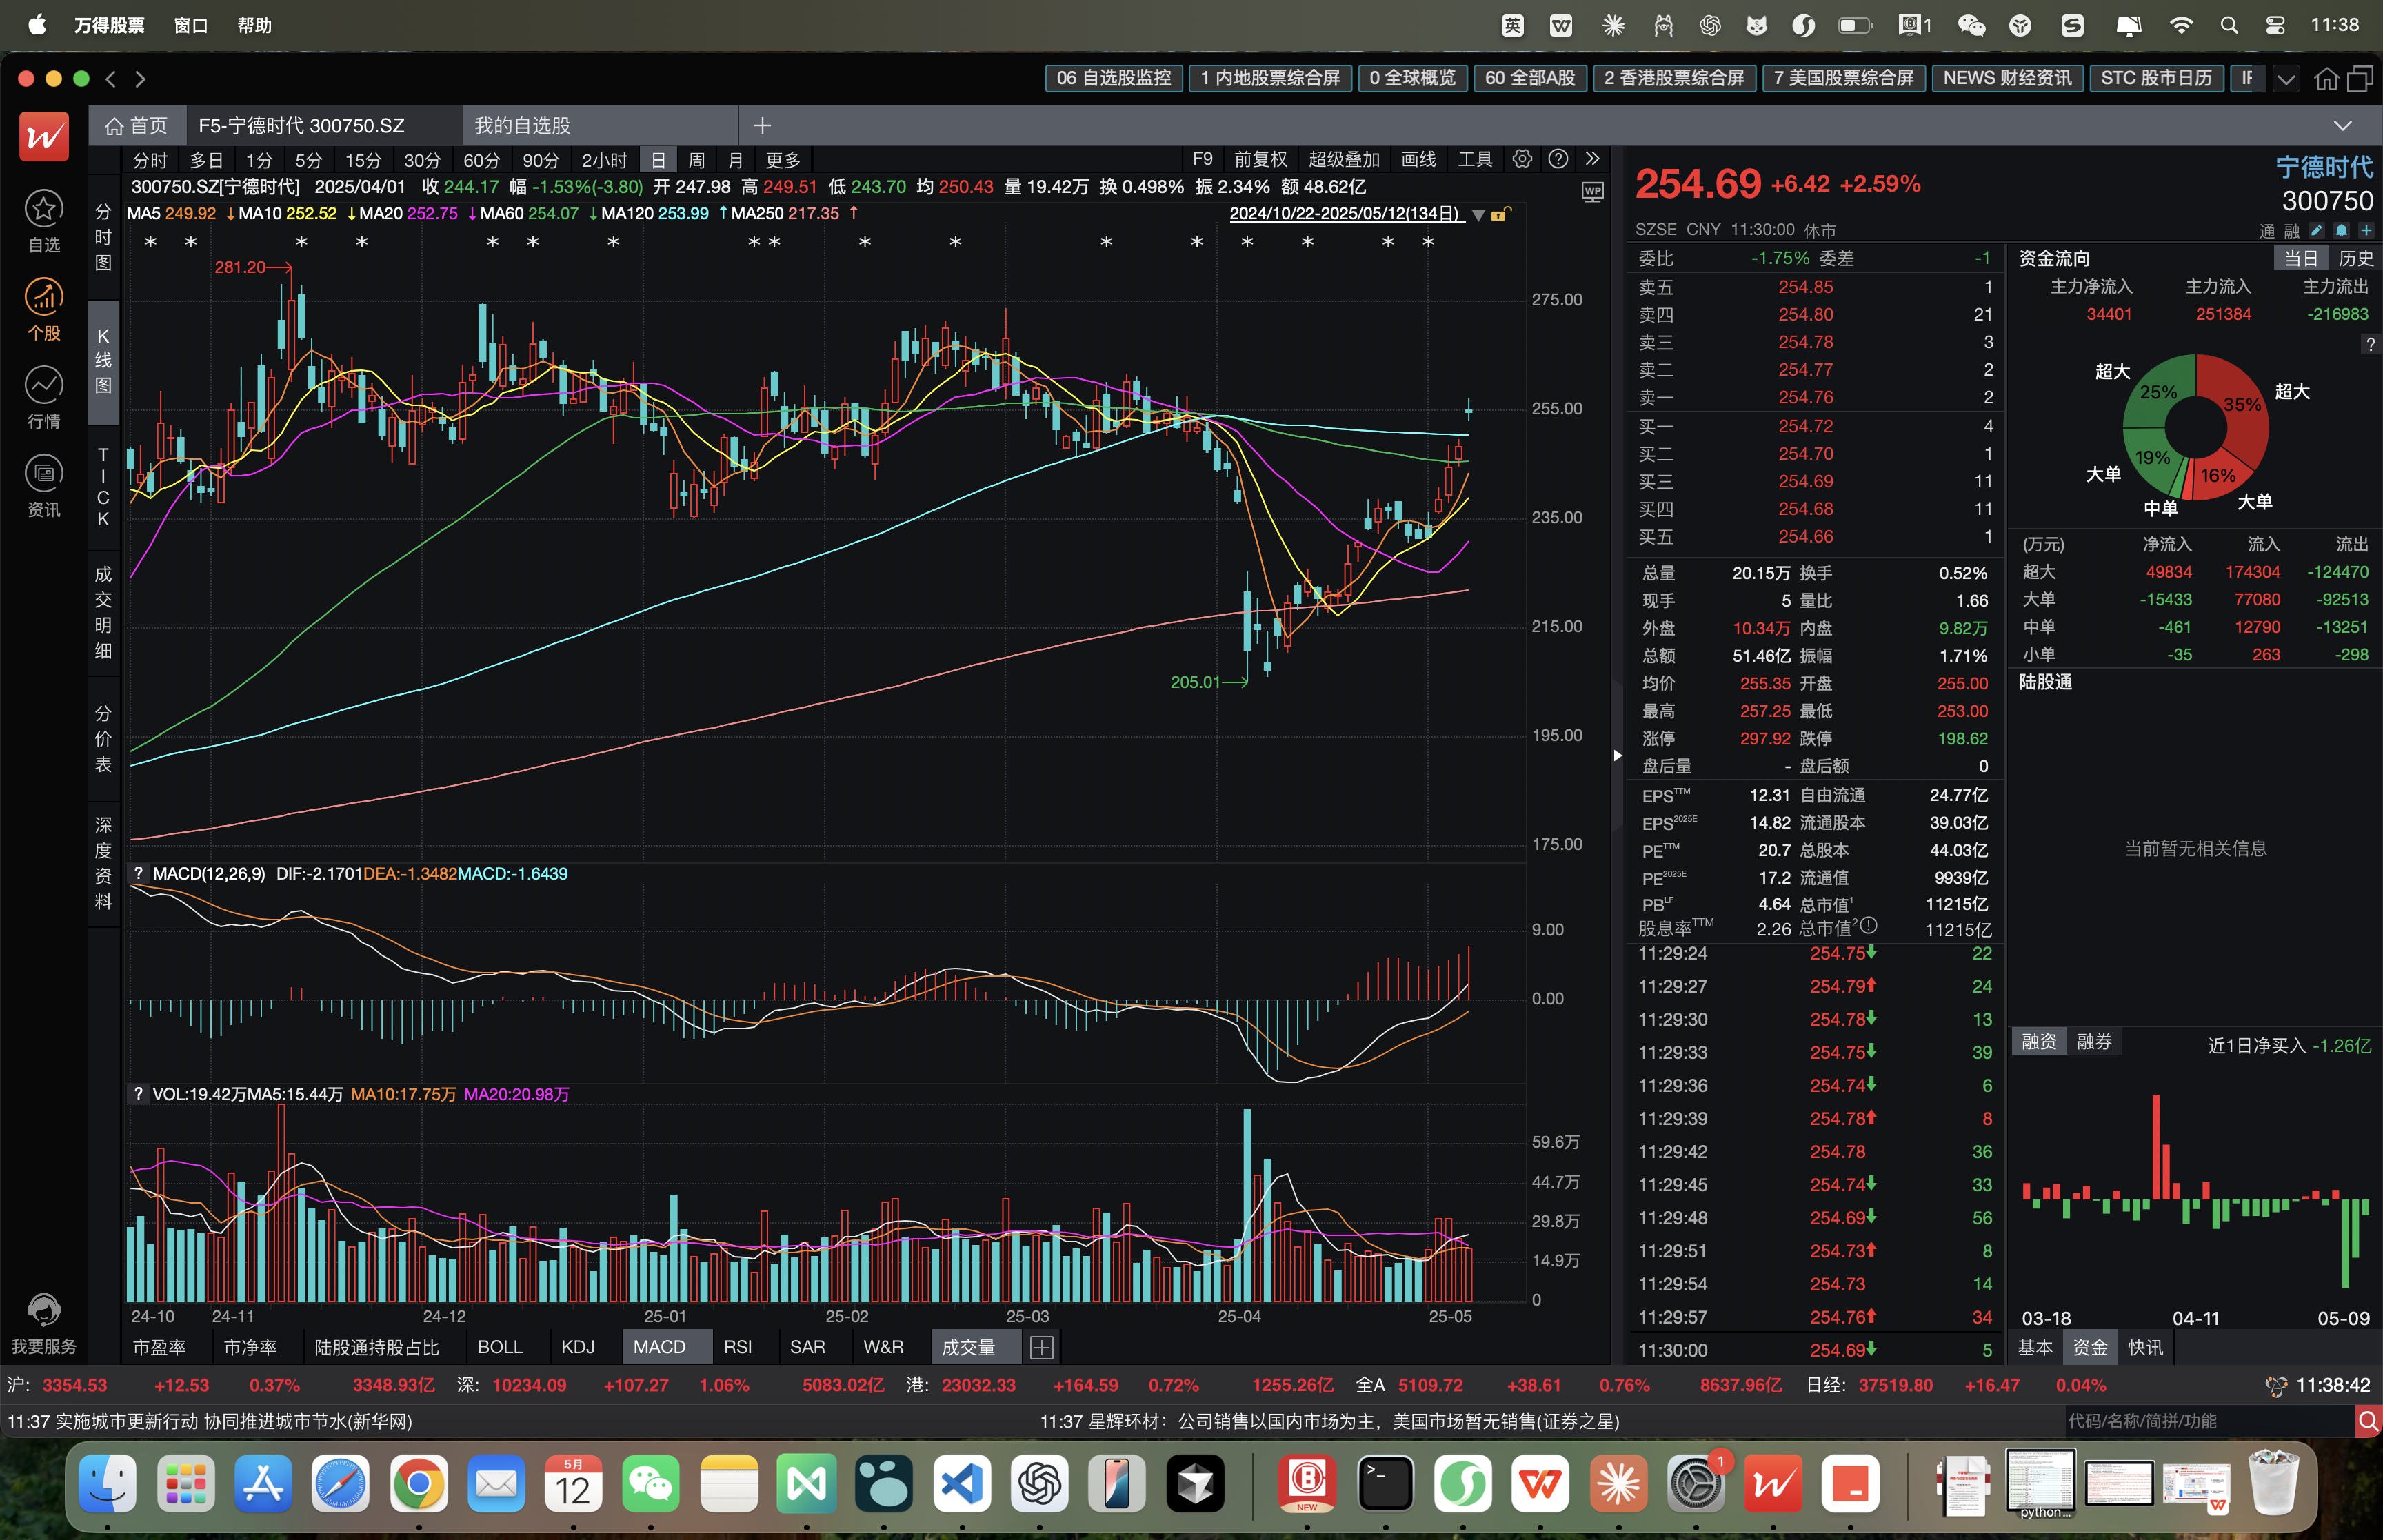 万得股票 窗口 帮助 英 1 11:38
06 自选股监控 1 内地股票综合屏 0 全球概览 60 全部A股 2 香港股票综合屏 7 美国股票综合屏 NEWS 财经资讯 STC 股市日历
首页 F5-宁德时代 300750.SZ 我的自选股
自选
个股
行情
资讯
我要服务
分时图
K线图
TICK
成交明细
分价表
深度资料
分时 多日 1分 5分 15分 30分 60分 90分 2小时 日 周 月 更多 F9 前复权 超级叠加 画线 工具
300750.SZ[宁德时代] 2025/04/01 收 244.17 幅 -1.53%(-3.80) 开 247.98 高 249.51 低 243.70 均 250.43 量 19.42万 换 0.498% 振 2.34% 额 48.62亿 WP
MA5 249.92 ↓MA10 252.52 ↓MA20 252.75 ↓MA60 254.07 ↓MA120 253.99 ↑MA250 217.35 ↑ 2024/10/22-2025/05/12(134日)
281.20
205.01
275.00
255.00
235.00
215.00
195.00
175.00
? MACD(12,26,9) DIF:-2.1701DEA:-1.3482MACD:-1.6439
9.00
0.00
? VOL:19.42万MA5:15.44万 MA10:17.75万 MA20:20.98万
59.6万
44.7万
29.8万
14.9万
0
24-10 24-11 24-12 25-01 25-02 25-03 25-04 25-05
市盈率 市净率 陆股通持股占比 BOLL KDJ MACD RSI SAR W&R 成交量
254.69 +6.42 +2.59% 宁德时代
300750
SZSE CNY 11:30:00 休市 通 融
委比 -1.75% 委差 -1
卖五 254.85 1
卖四 254.80 21
卖三 254.78 3
卖二 254.77 2
卖一 254.76 2
买一 254.72 4
买二 254.70 1
买三 254.69 11
买四 254.68 11
买五 254.66 1
总量 20.15万 换手 0.52%
现手 5 量比 1.66
外盘 10.34万 内盘 9.82万
总额 51.46亿 振幅 1.71%
均价 255.35 开盘 255.00
最高 257.25 最低 253.00
涨停 297.92 跌停 198.62
盘后量 - 盘后额 0
EPS TTM 12.31 自由流通 24.77亿
EPS 2025E 14.82 流通股本 39.03亿
PE TTM 20.7 总股本 44.03亿
PE 2025E 17.2 流通值 9939亿
PB LF 4.64 总市值1 11215亿
股息率TTM 2.26 总市值2 11215亿
11:29:24 254.75 22
11:29:27 254.79 24
11:29:30 254.78 13
11:29:33 254.75 39
11:29:36 254.74 6
11:29:39 254.78 8
11:29:42 254.78 36
11:29:45 254.74 33
11:29:48 254.69 56
11:29:51 254.73 8
11:29:54 254.73 14
11:29:57 254.76 34
11:30:00 254.69 5
资金流向 当日 历史
主力净流入 主力流入 主力流出
34401 251384 -216983
?
超大 25% 35% 超大
大单 19% 16% 大单
中单
(万元) 净流入 流入 流出
超大 49834 174304 -124470
大单 -15433 77080 -92513
中单 -461 12790 -13251
小单 -35 263 -298
陆股通
当前暂无相关信息
融资 融券 近1日净买入 -1.26亿
03-18 04-11 05-09
基本 资金 快讯
沪: 3354.53 +12.53 0.37% 3348.93亿 深: 10234.09 +107.27 1.06% 5083.02亿 港: 23032.33 +164.59 0.72% 1255.26亿 全A 5109.72 +38.61 0.76% 8637.96亿 日经: 37519.80 +16.47 0.04% 11:38:42
11:37 实施城市更新行动 协同推进城市节水(新华网) 11:37 星辉环材：公司销售以国内市场为主，美国市场暂无销售(证券之星) 代码/名称/简拼/功能
5月
12
NEW
1
python...